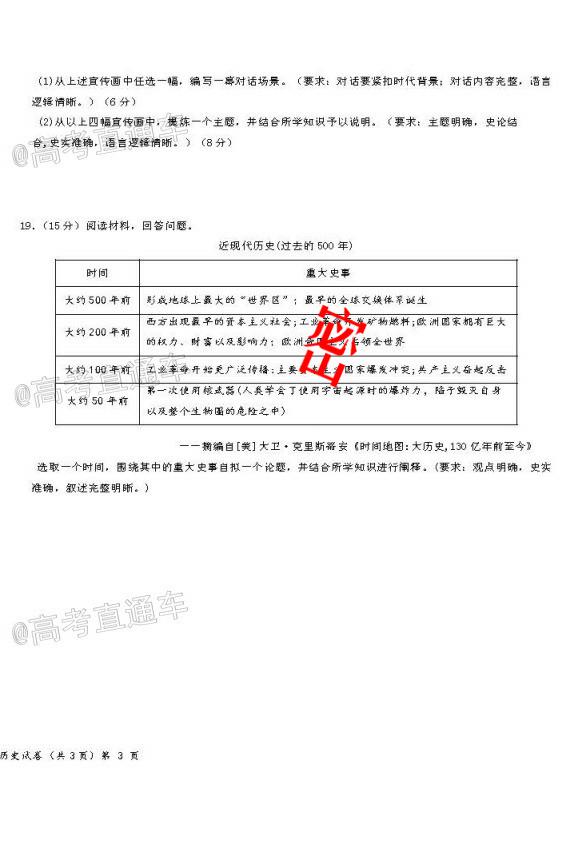 (1)从上述宣传画中任选一幅，编写一幕对话场景。（要求：对话要紧扣时代背景；对话内容完整，语言
逻辑清晰。）（6分）
(2)从以上四幅宣传画中，提炼一个主题，并结合所学知识予以说明。（要求：主题明确，史论结
合,史实准确，语言逻辑清晰。）（8分）
@高考直通车
19.（15分）阅读材料，回答问题。
近现代历史(过去的500年)
时间 重大史事
大约500年前 形成地球上最大的“世界区”；最早的全球交换体系诞生
大约200年前 西方出现最早的资本主义社会;工业革命开发矿物燃料;欧洲国家拥有巨大
的权力、财富以及影响力；欧洲帝国主义占领全世界
大约100年前 工业革命开始更广泛传播:主要资本主义国家爆发冲突;共产主义奋起反击
@高考直通车
大约50年前 第一次使用核武器(人类学会了使用宇宙起源时的爆炸力，陷于毁灭自身
以及整个生物圈的危险之中)
——摘编自[美]大卫·克里斯蒂安《时间地图:大历史,130亿年前至今》
选取一个时间，围绕其中的重大史事自拟一个论题，并结合所学知识进行阐释。(要求：观点明确，史实
准确，叙述完整明晰。)
@高考直通车
历史试卷（共3页）第 3 页